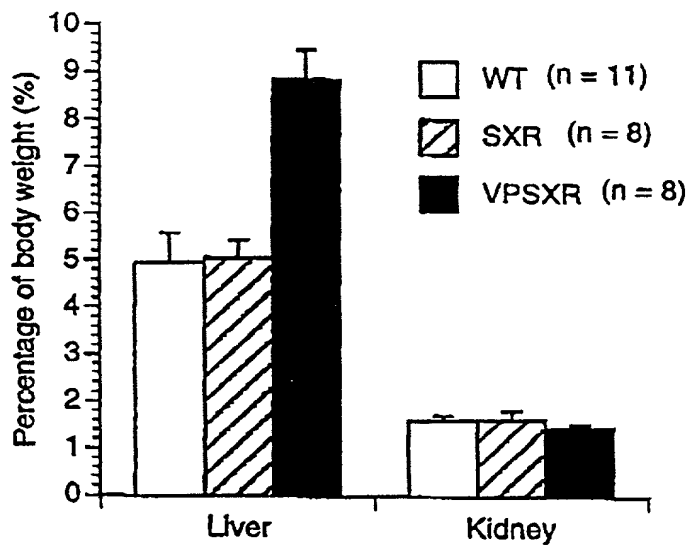 Percentage of body weight (%)
10
9
8
7
6
5
4
3
2
1
0
WT (n = 11)
SXR (n = 8)
VPSXR (n = 8)
Liver
Kidney